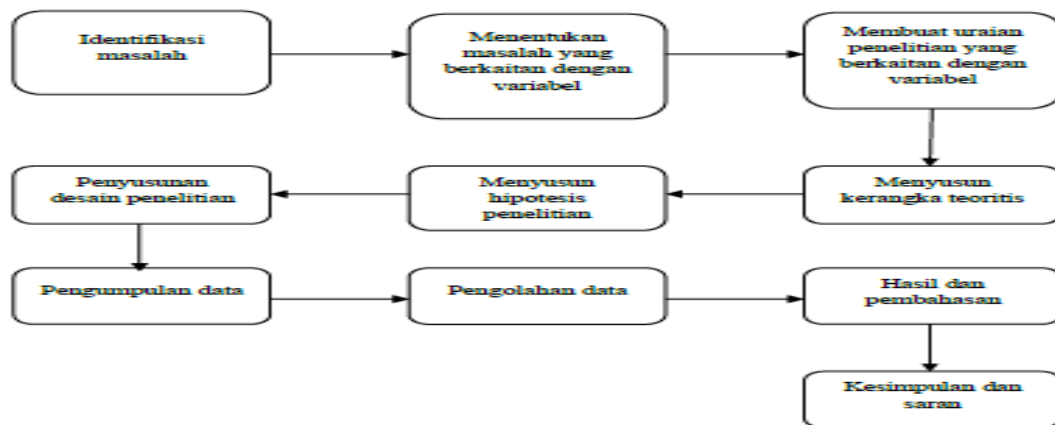 Identifikasi
masalah
Menentukan
masalah yang
berkaitan dengan
variabel
Membuat uraian
penelitian yang
berkaitan dengan
variabel
Menyusun
kerangka teoritis
Menyusun
hipotesis
penelitian
Penyusunan
desain penelitian
Pengumpulan data
Pengolahan data
Hasil dan
pembahasan
Kesimpulan dan
saran